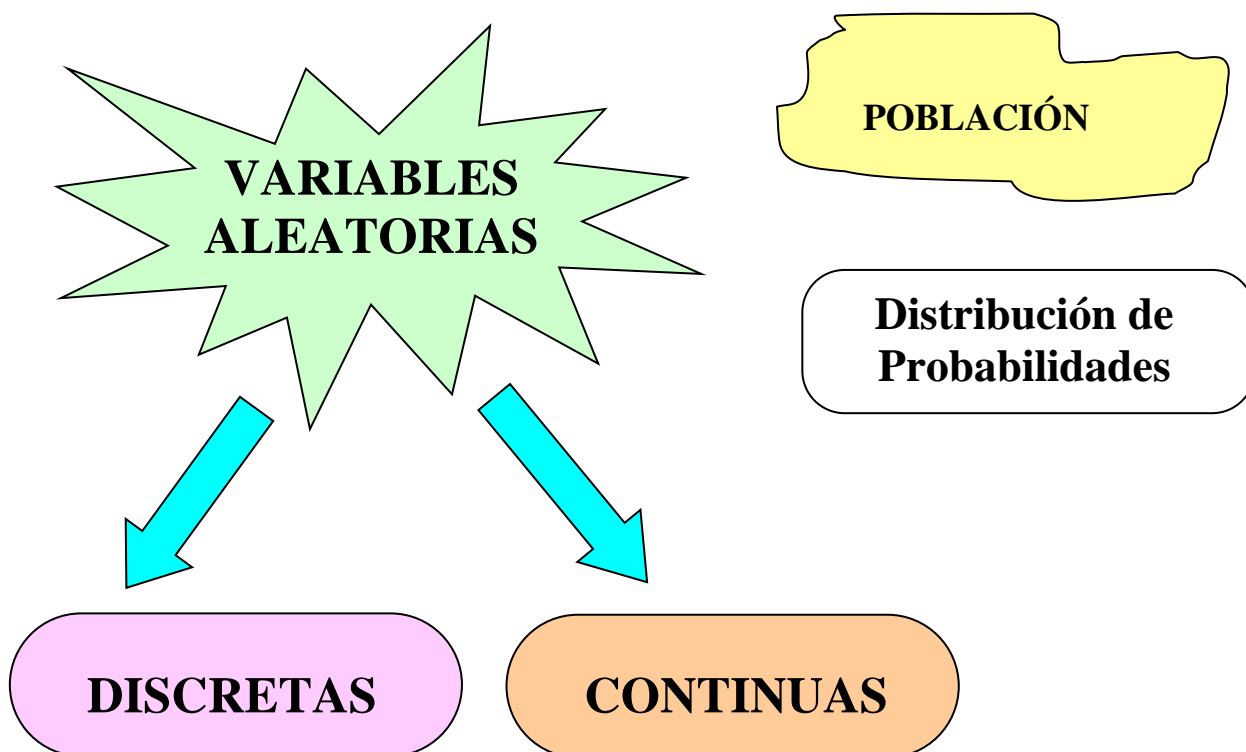 VARIABLES
ALEATORIAS
POBLACIÓN
Distribución de
Probabilidades
DISCRETAS
CONTINUAS